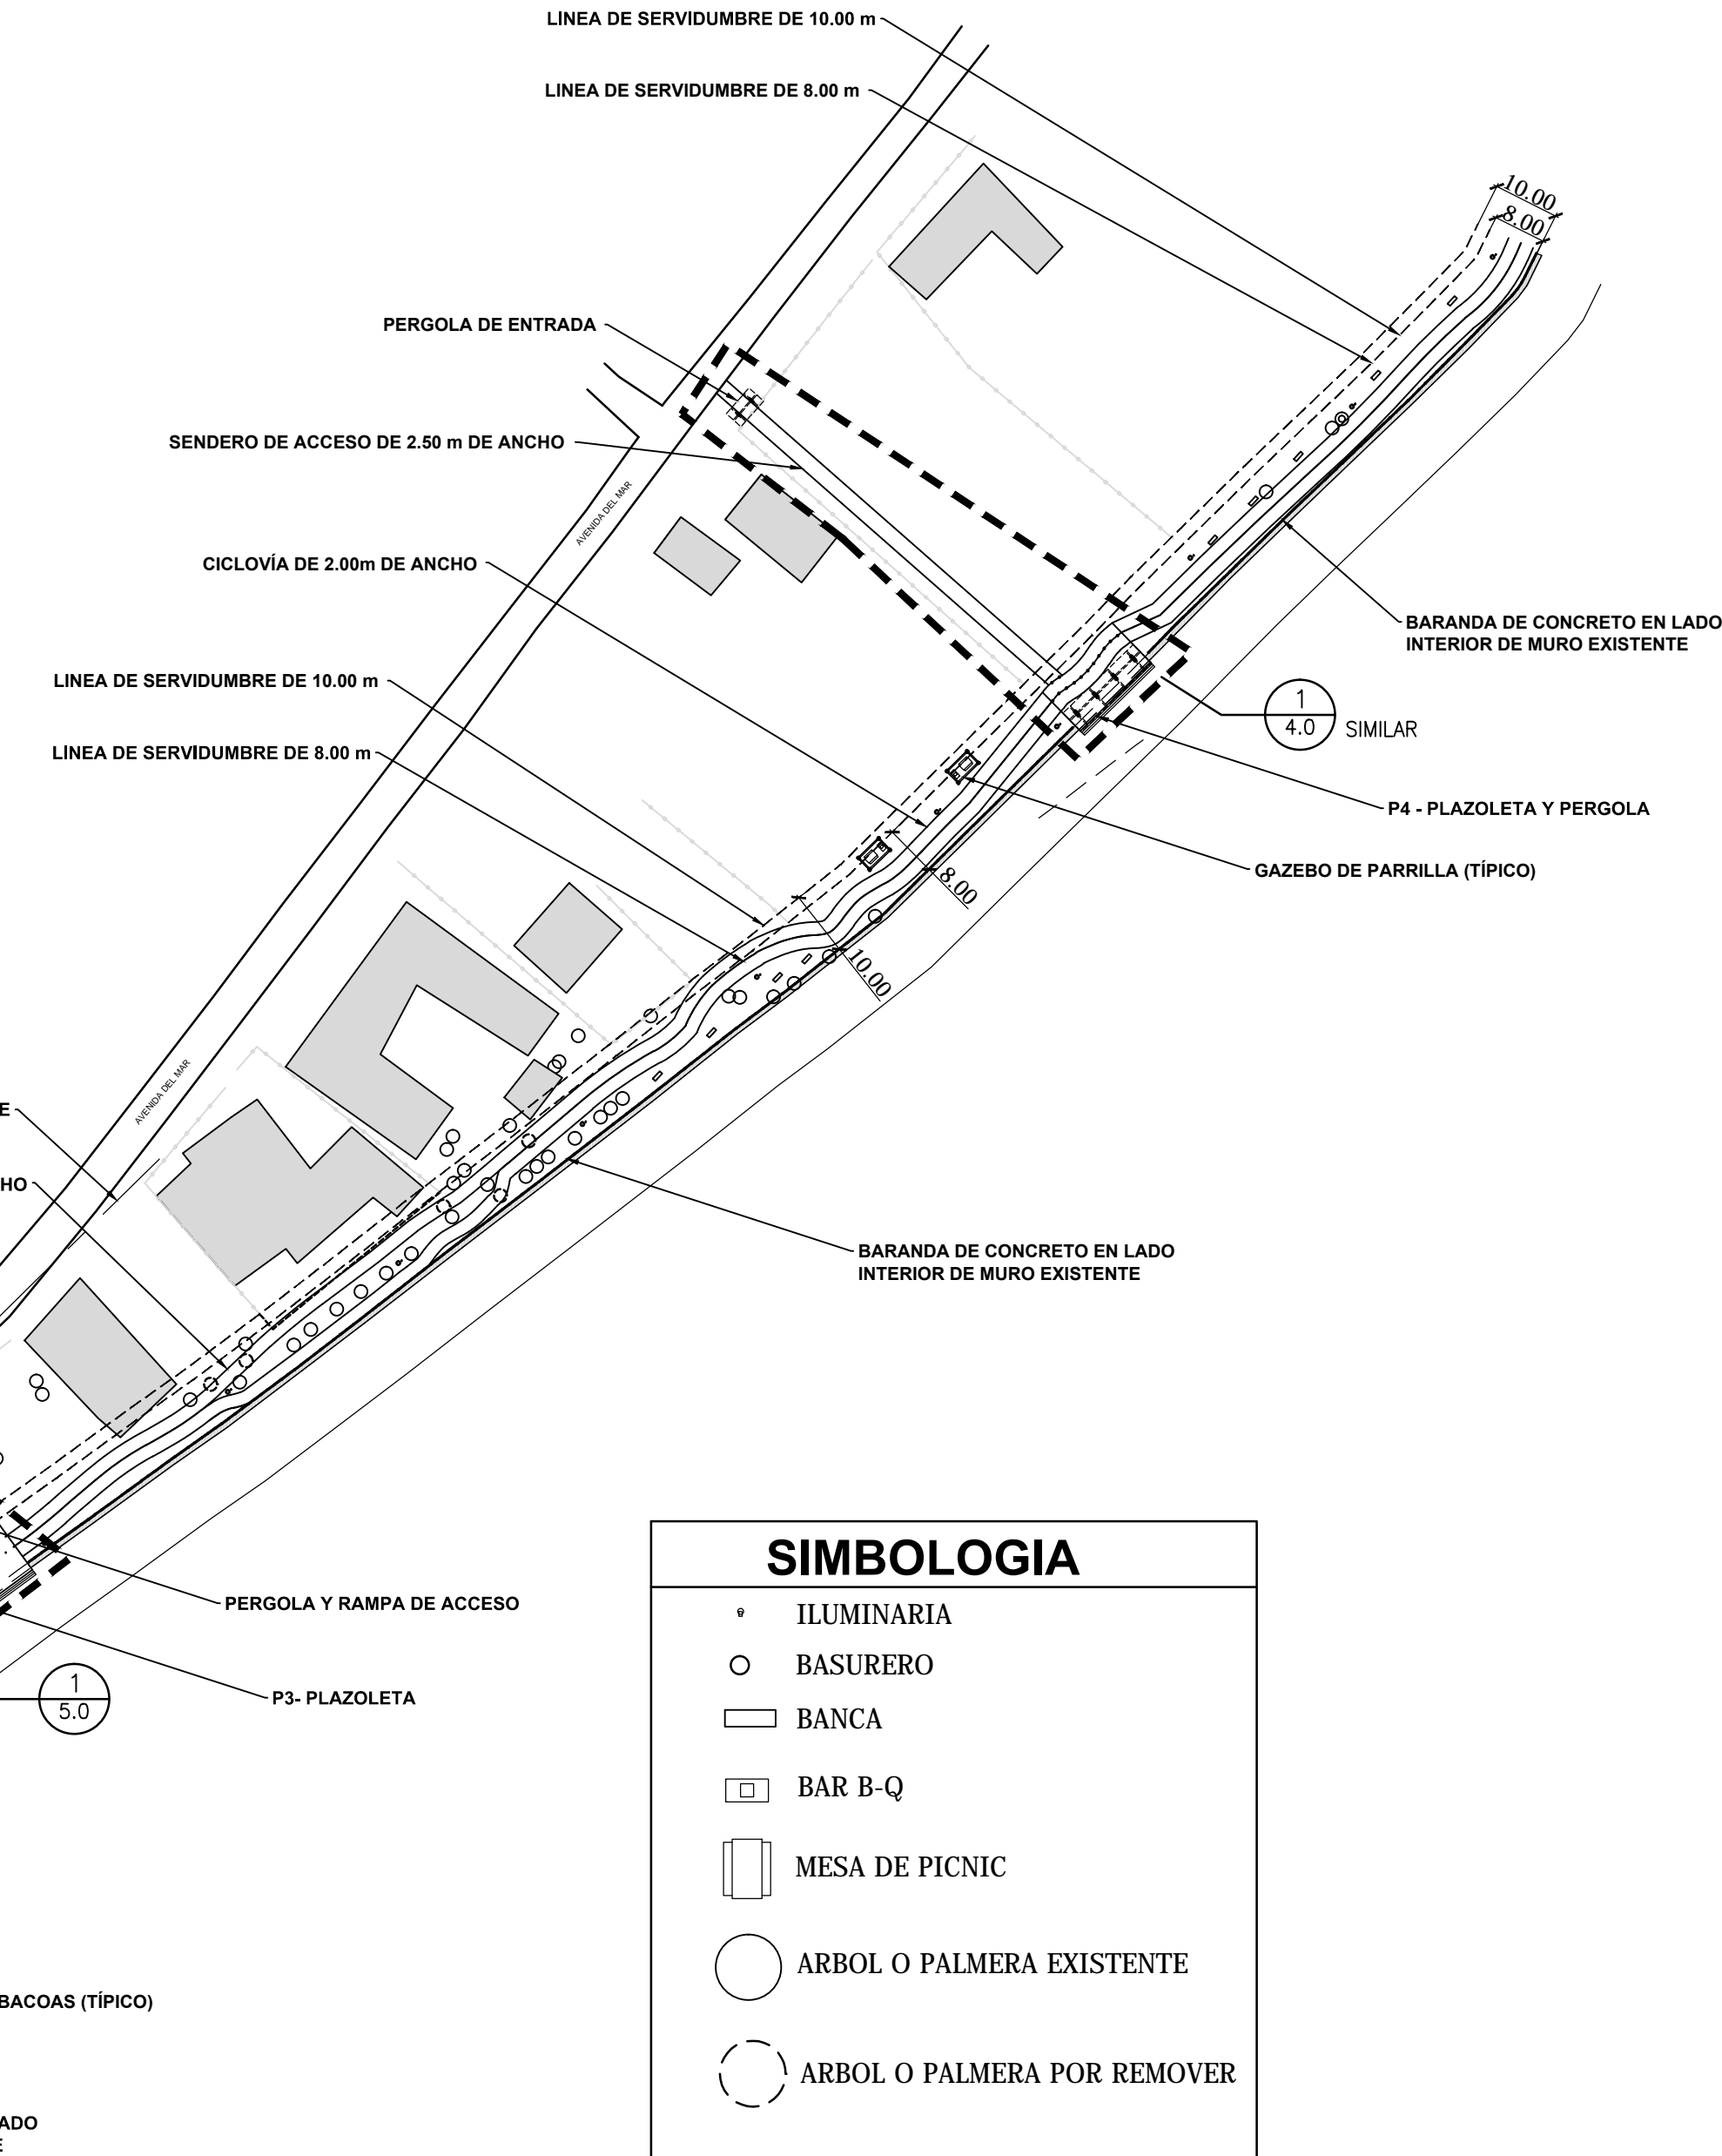 LINEA DE SERVIDUMBRE DE 10.00 m
LINEA DE SERVIDUMBRE DE 8.00 m
10.00
8.00
PERGOLA DE ENTRADA
SENDERO DE ACCESO DE 2.50 m DE ANCHO
AVENIDA DEL MAR
CICLOVÍA DE 2.00m DE ANCHO
BARANDA DE CONCRETO EN LADO
INTERIOR DE MURO EXISTENTE
LINEA DE SERVIDUMBRE DE 10.00 m
1
4.0
SIMILAR
LINEA DE SERVIDUMBRE DE 8.00 m
P4 - PLAZOLETA Y PERGOLA
GAZEBO DE PARRILLA (TÍPICO)
8.00
10.00
AVENIDA DEL MAR
E
HO
BARANDA DE CONCRETO EN LADO
INTERIOR DE MURO EXISTENTE
PERGOLA Y RAMPA DE ACCESO
P3- PLAZOLETA
1
5.0
SIMBOLOGIA
ILUMINARIA
BASURERO
BANCA
BAR B-Q
MESA DE PICNIC
ARBOL O PALMERA EXISTENTE
BACOAS (TÍPICO)
ARBOL O PALMERA POR REMOVER
ADO
E